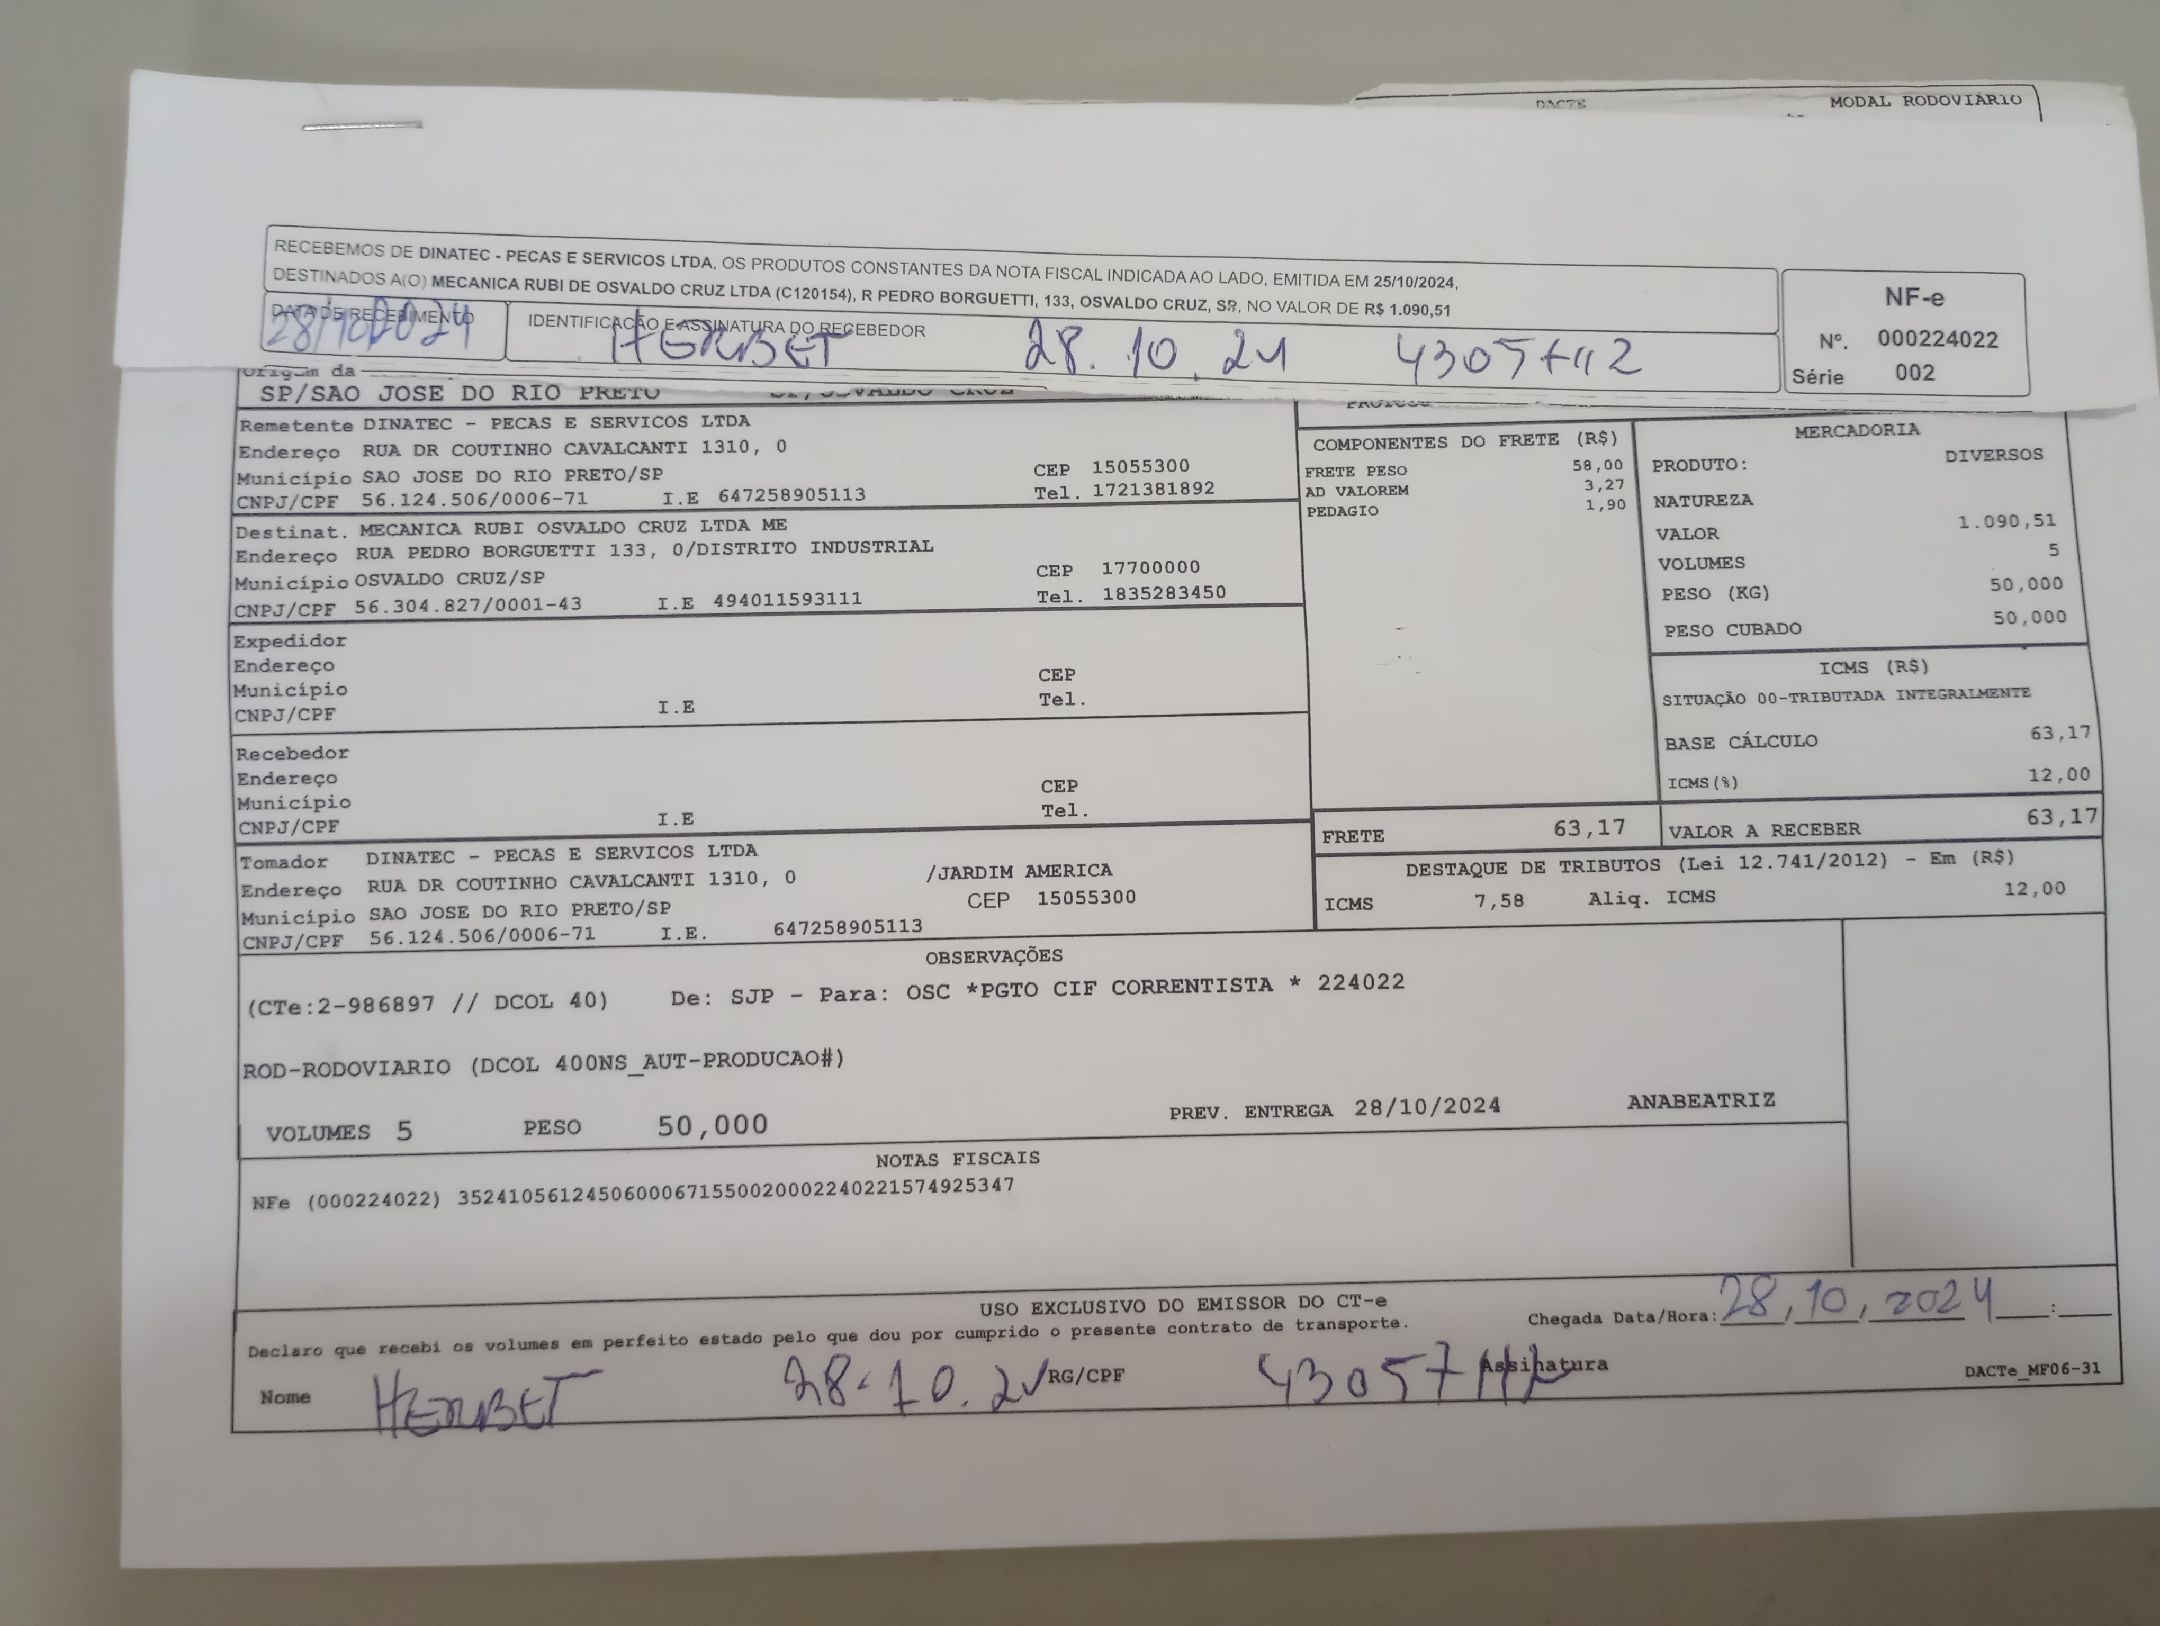 DACTE MODAL RODOVIÁRIO
RECEBEMOS DE DINATEC - PECAS E SERVICOS LTDA, OS PRODUTOS CONSTANTES DA NOTA FISCAL INDICADA AO LADO, EMITIDA EM 25/10/2024,
DESTINADOS A(O) MECANICA RUBI DE OSVALDO CRUZ LTDA (C120154), R PEDRO BORGUETTI, 133, OSVALDO CRUZ, SP, NO VALOR DE R$ 1.090,51
DATA DE RECEBIMENTO
28/10/2024
IDENTIFICAÇÃO E ASSINATURA DO RECEBEDOR
HERBET 28.10.24
NF-e
Nº. 000224022
Série 002
Origem da
SP/SAO JOSE DO RIO PRETO SP/OSVALDO CRUZ
Remetente DINATEC - PECAS E SERVICOS LTDA
Endereço RUA DR COUTINHO CAVALCANTI 1310, 0
Município SAO JOSE DO RIO PRETO/SP CEP 15055300
CNPJ/CPF 56.124.506/0006-71 I.E 647258905113 Tel. 1721381892
Destinat. MECANICA RUBI OSVALDO CRUZ LTDA ME
Endereço RUA PEDRO BORGUETTI 133, 0/DISTRITO INDUSTRIAL
Município OSVALDO CRUZ/SP CEP 17700000
CNPJ/CPF 56.304.827/0001-43 I.E 494011593111 Tel. 1835283450
Expedidor
Endereço
Município CEP
CNPJ/CPF I.E Tel.
Recebedor
Endereço
Município CEP
CNPJ/CPF I.E Tel.
Tomador DINATEC - PECAS E SERVICOS LTDA
Endereço RUA DR COUTINHO CAVALCANTI 1310, 0 /JARDIM AMERICA
Município SAO JOSE DO RIO PRETO/SP CEP 15055300
CNPJ/CPF 56.124.506/0006-71 I.E. 647258905113
COMPONENTES DO FRETE (R$)
FRETE PESO 58,00
AD VALOREM 3,27
PEDAGIO 1,90
MERCADORIA
PRODUTO: DIVERSOS
NATUREZA
VALOR 1.090,51
VOLUMES 5
PESO (KG) 50,000
PESO CUBADO 50,000
ICMS (R$)
SITUAÇÃO 00-TRIBUTADA INTEGRALMENTE
BASE CÁLCULO 63,17
ICMS(%) 12,00
FRETE 63,17 VALOR A RECEBER 63,17
DESTAQUE DE TRIBUTOS (Lei 12.741/2012) - Em (R$)
ICMS 7,58 Aliq. ICMS 12,00
OBSERVAÇÕES
(CTe:2-986897 // DCOL 40) De: SJP - Para: OSC *PGTO CIF CORRENTISTA * 224022
ROD-RODOVIARIO (DCOL 400NS_AUT-PRODUCAO#)
VOLUMES 5 PESO 50,000 PREV. ENTREGA 28/10/2024 ANABEATRIZ
NOTAS FISCAIS
NFe (000224022) 35241056124506000671550020002240221574925347
USO EXCLUSIVO DO EMISSOR DO CT-e
Declaro que recebi os volumes em perfeito estado pelo que dou por cumprido o presente contrato de transporte.
Chegada Data/Hora: 28,10,2024 :
Nome HERBET 28-10.24 RG/CPF Assinatura
DACTe_MF06-31